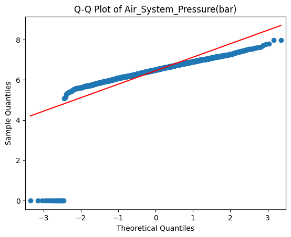 Q-Q Plot of Air_System_Pressure(bar)
Sample Quantiles
8
6
4
2
0
-3 -2 -1 0 1 2 3
Theoretical Quantiles